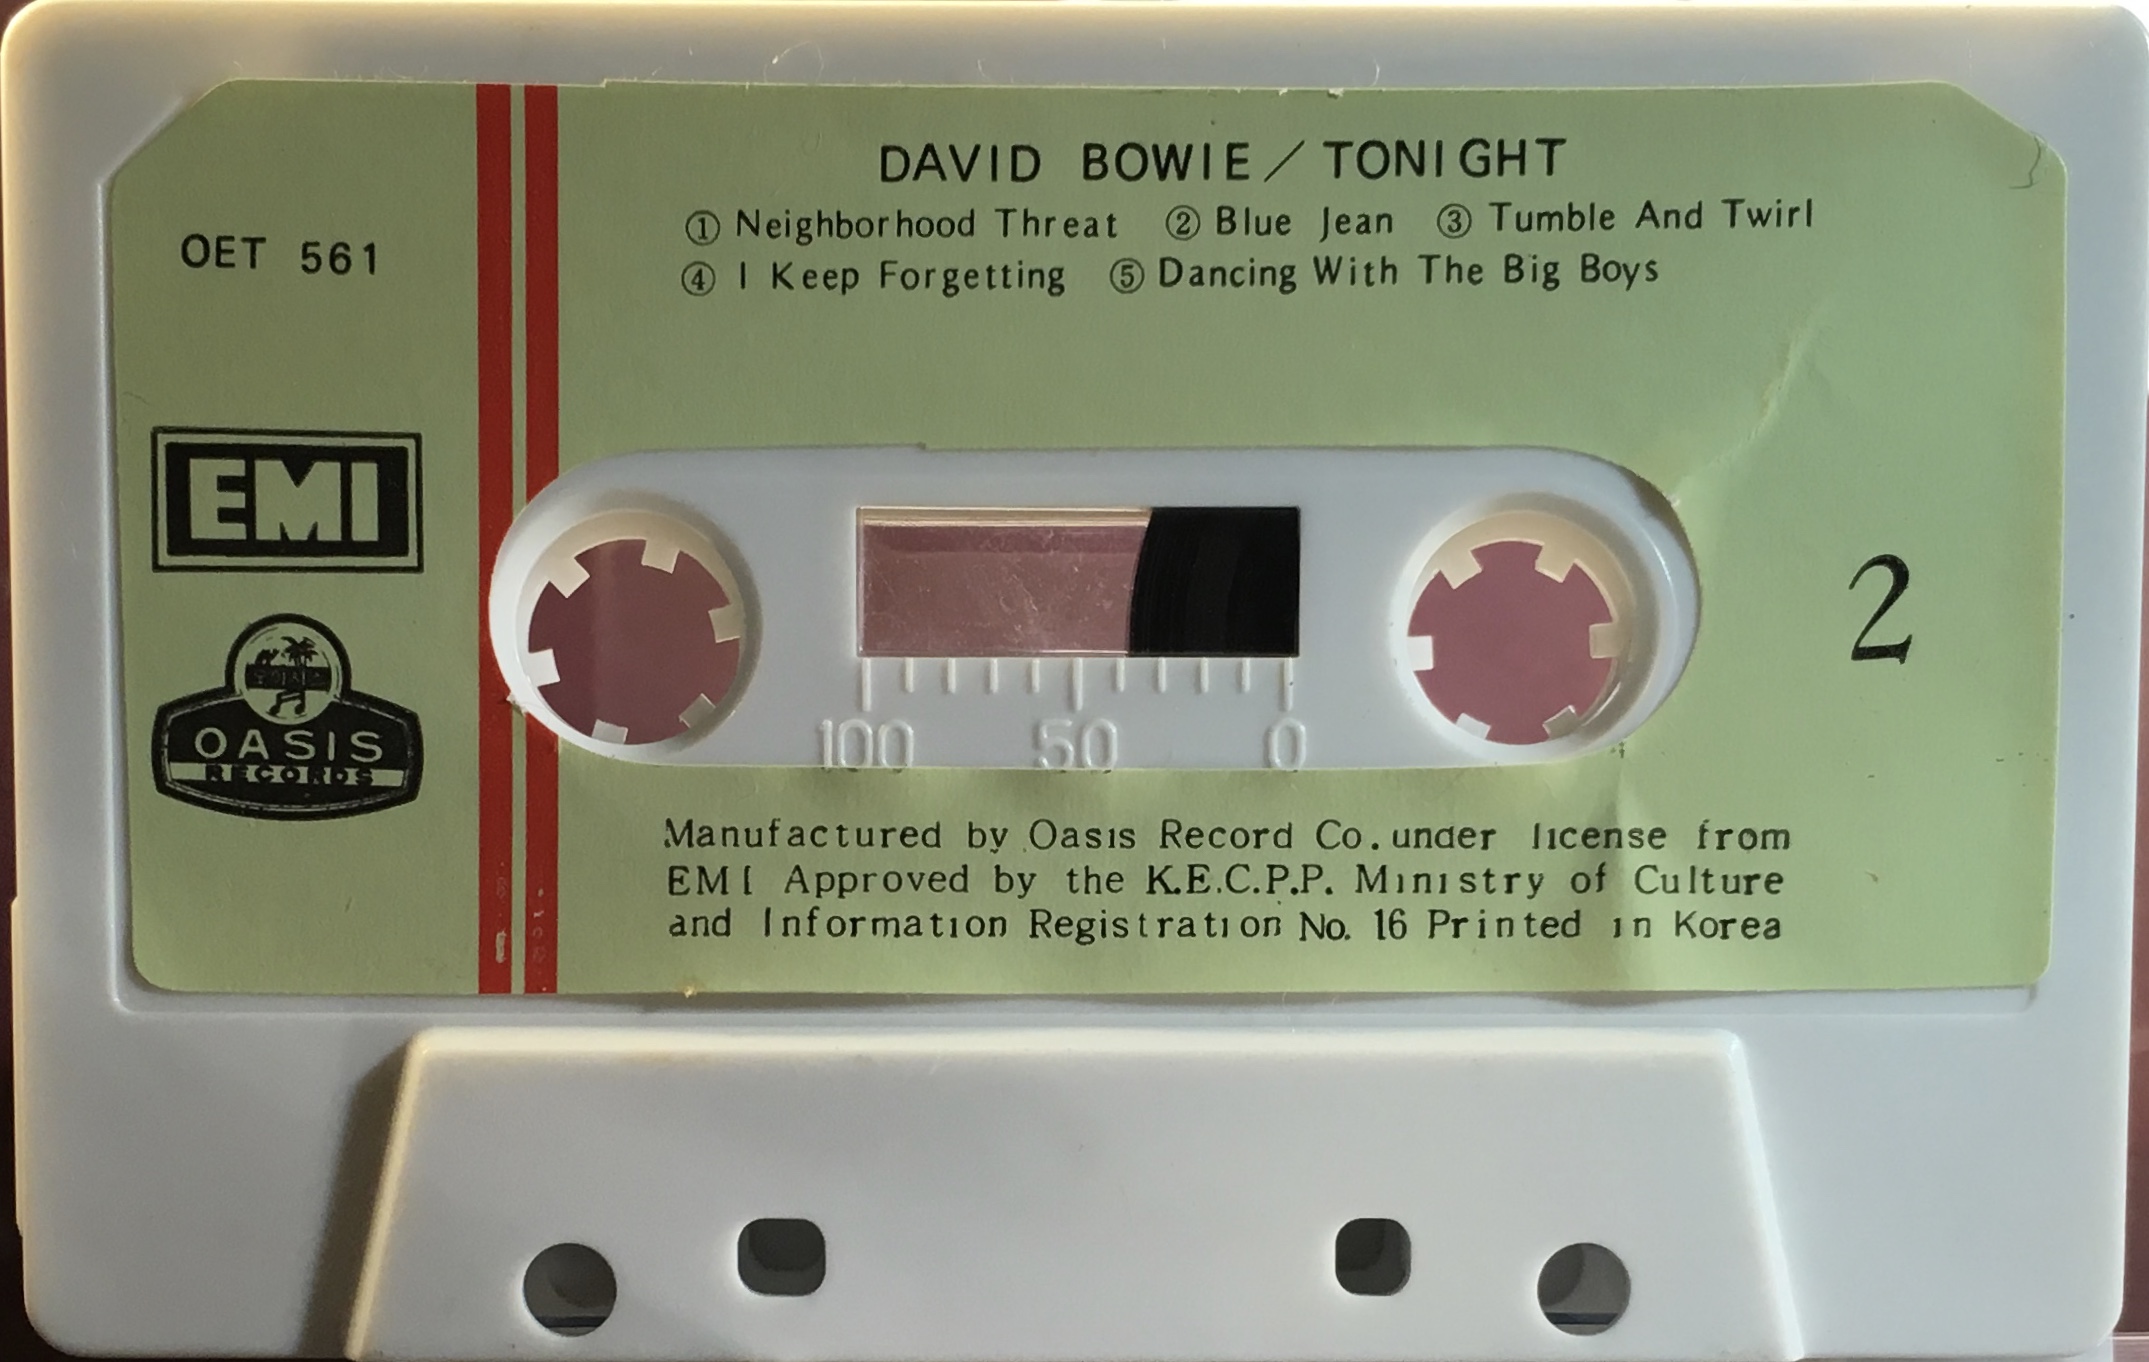 DAVID BOWIE / TONIGHT
① Neighborhood Threat ② Blue Jean ③ Tumble And Twirl
④ I Keep Forgetting ⑤ Dancing With The Big Boys
OET 561
EMI
OASIS
RECORDS
2
100 50 0
Manufactured by Oasis Record Co. under license from
EMI Approved by the K.E.C.P.P. Ministry of Culture
and Information Registration No. 16 Printed in Korea